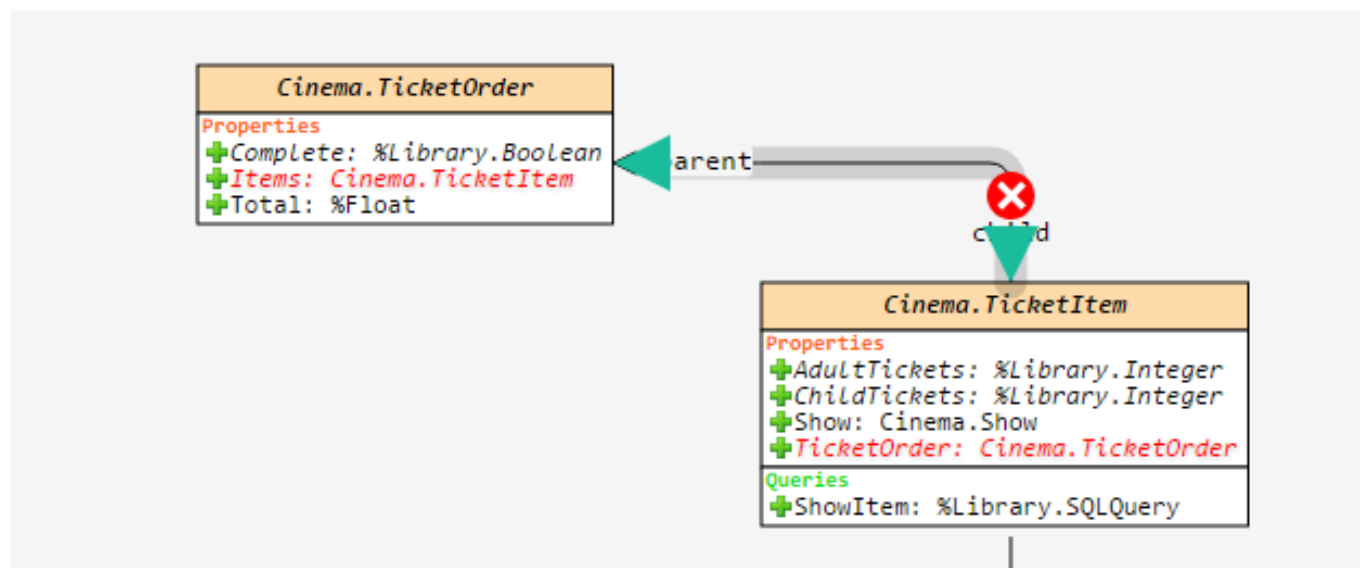 Cinema.TicketOrder
Properties
Complete: %Library.Boolean
Items: Cinema.TicketItem
Total: %Float
arent
Cinema.TicketItem
Properties
AdultTickets: %Library.Integer
ChildTickets: %Library.Integer
Show: Cinema.Show
TicketOrder: Cinema.TicketOrder
Queries
ShowItem: %Library.SQLQuery